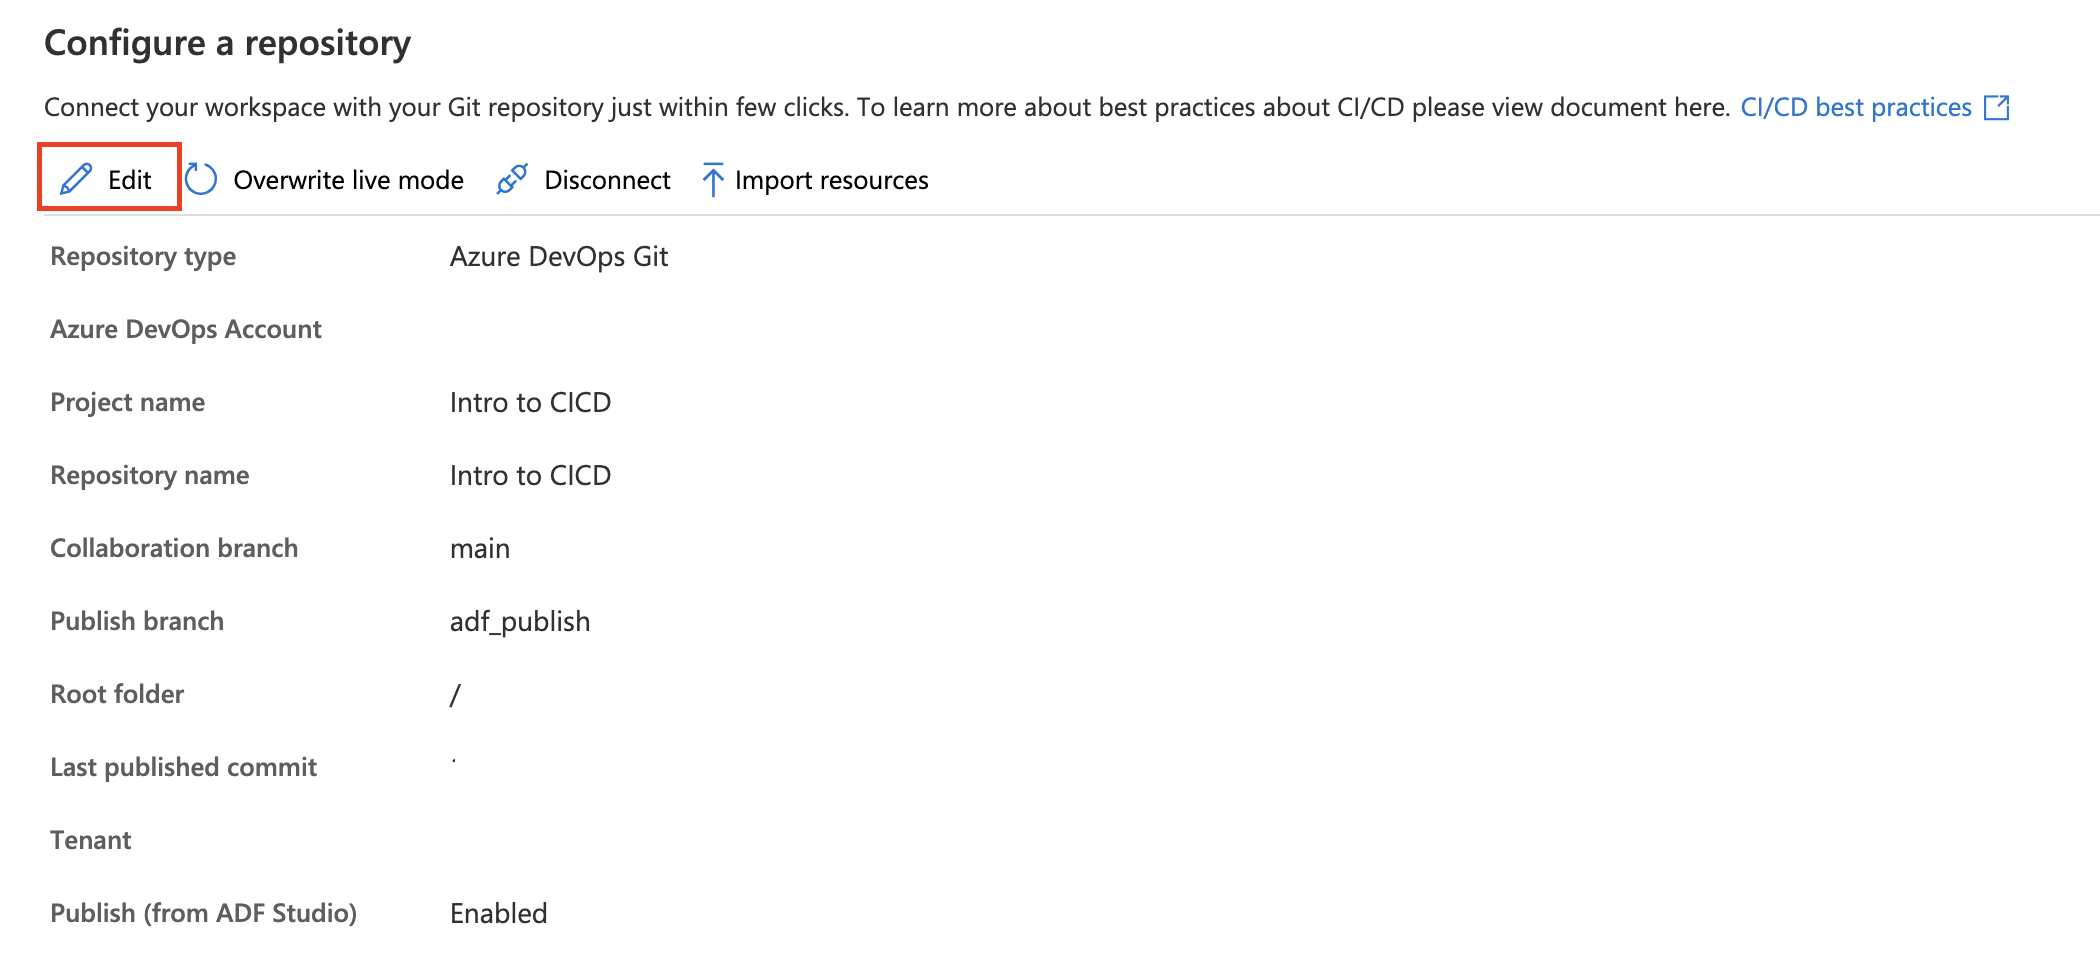 Configure a repository
Connect your workspace with your Git repository just within few clicks. To learn more about best practices about CI/CD please view document here. CI/CD best practices
Edit Overwrite live mode Disconnect Import resources
Repository type Azure DevOps Git
Azure DevOps Account
Project name Intro to CICD
Repository name Intro to CICD
Collaboration branch main
Publish branch adf_publish
Root folder /
Last published commit
Tenant
Publish (from ADF Studio) Enabled